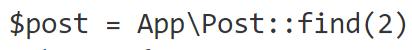 $post = App\Post::find(2)